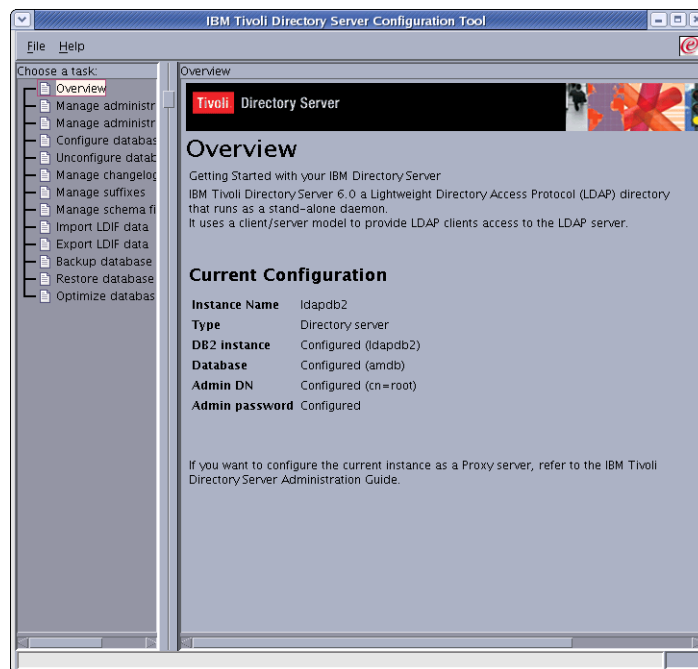 IBM Tivoli Directory Server Configuration Tool
File Help
Choose a task:
Overview
Manage administr
Manage administr
Configure databas
Unconfigure datab
Manage changelog
Manage suffixes
Manage schema fi
Import LDIF data
Export LDIF data
Backup database
Restore database
Optimize databas
Overview
Tivoli Directory Server
Overview
Getting Started with your IBM Directory Server
IBM Tivoli Directory Server 6.0 a Lightweight Directory Access Protocol (LDAP) directory
that runs as a stand-alone daemon.
It uses a client/server model to provide LDAP clients access to the LDAP server.
Current Configuration
Instance Name ldapdb2
Type Directory server
DB2 instance Configured (ldapdb2)
Database Configured (amdb)
Admin DN Configured (cn=root)
Admin password Configured
If you want to configure the current instance as a Proxy server, refer to the IBM Tivoli
Directory Server Administration Guide.